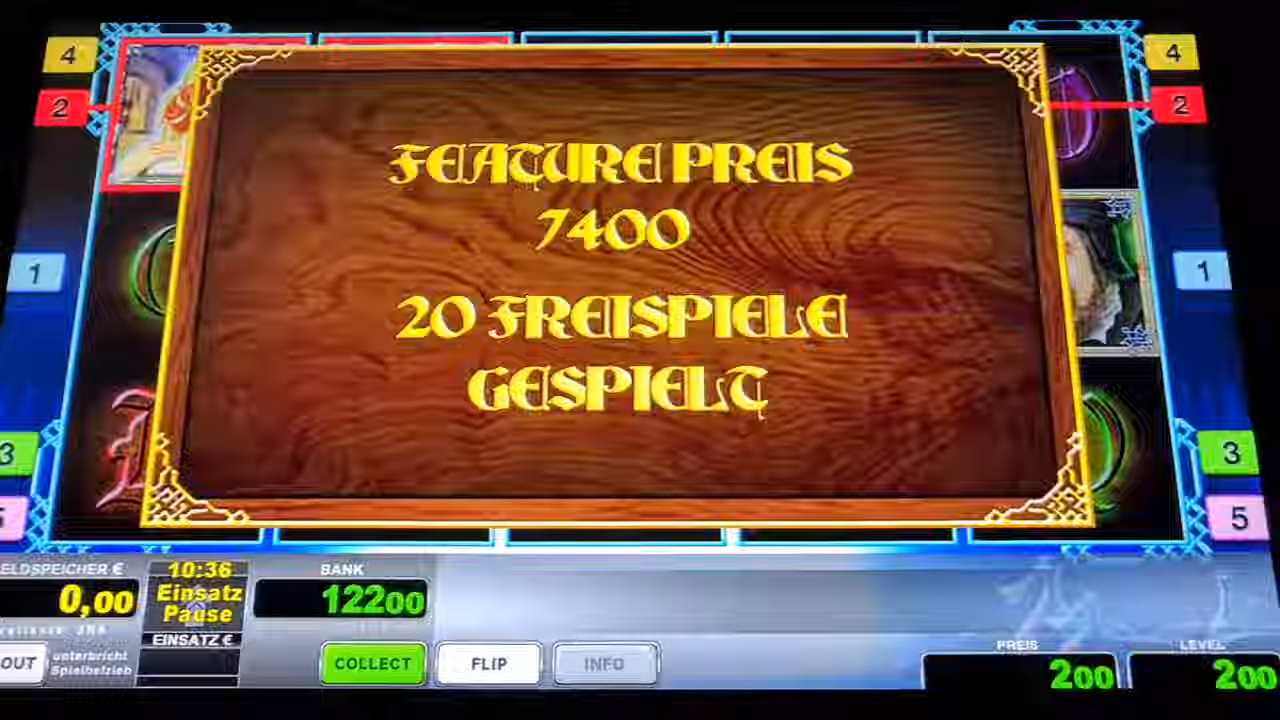 4
4
2
2
FEATURE PREIS
7400
1
1
20 FREISPIELE
GESPIELT
3
3
5
5
ELDSPEICHER €
10:36
BANK
0,00
Einsatz
12200
Pause
EINSATZ €
OUT
unterbricht
Spielbetrieb
COLLECT
FLIP
INFO
PREIS
LEVEL
200
200